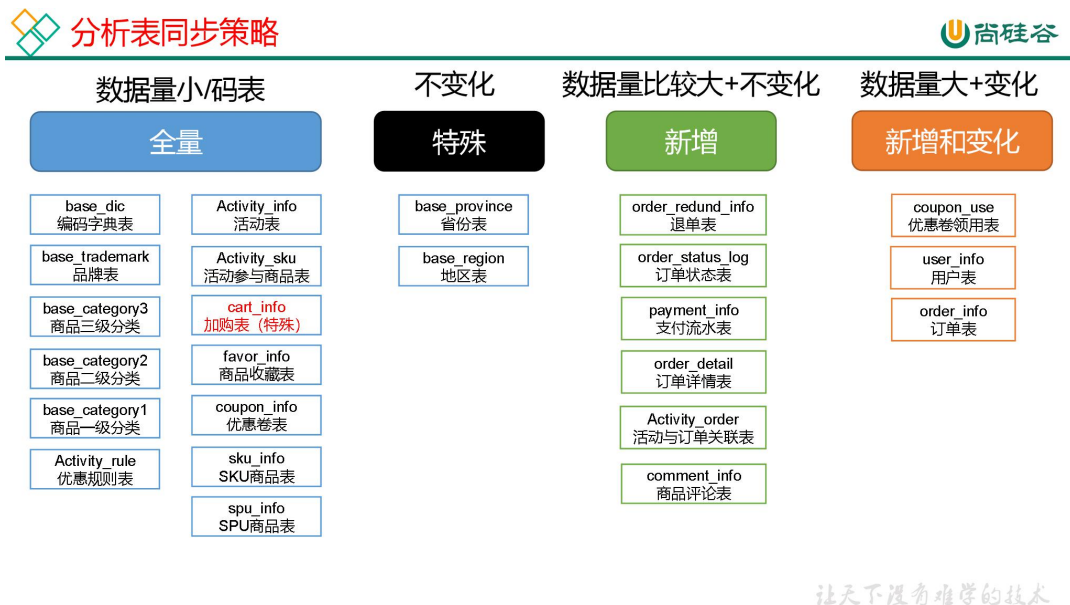 分析表同步策略
尚硅谷
数据量小/码表
全量
base_dic
编码字典表
base_trademark
品牌表
base_category3
商品三级分类
base_category2
商品二级分类
base_category1
商品一级分类
Activity_rule
优惠规则表
Activity_info
活动表
Activity_sku
活动参与商品表
cart_info
加购表（特殊）
favor_info
商品收藏表
coupon_info
优惠卷表
sku_info
SKU商品表
spu_info
SPU商品表
不变化
特殊
base_province
省份表
base_region
地区表
数据量比较大+不变化
新增
order_redund_info
退单表
order_status_log
订单状态表
payment_info
支付流水表
order_detail
订单详情表
Activity_order
活动与订单关联表
comment_info
商品评论表
数据量大+变化
新增和变化
coupon_use
优惠卷领用表
user_info
用户表
order_info
订单表
让天下没有难学的技术